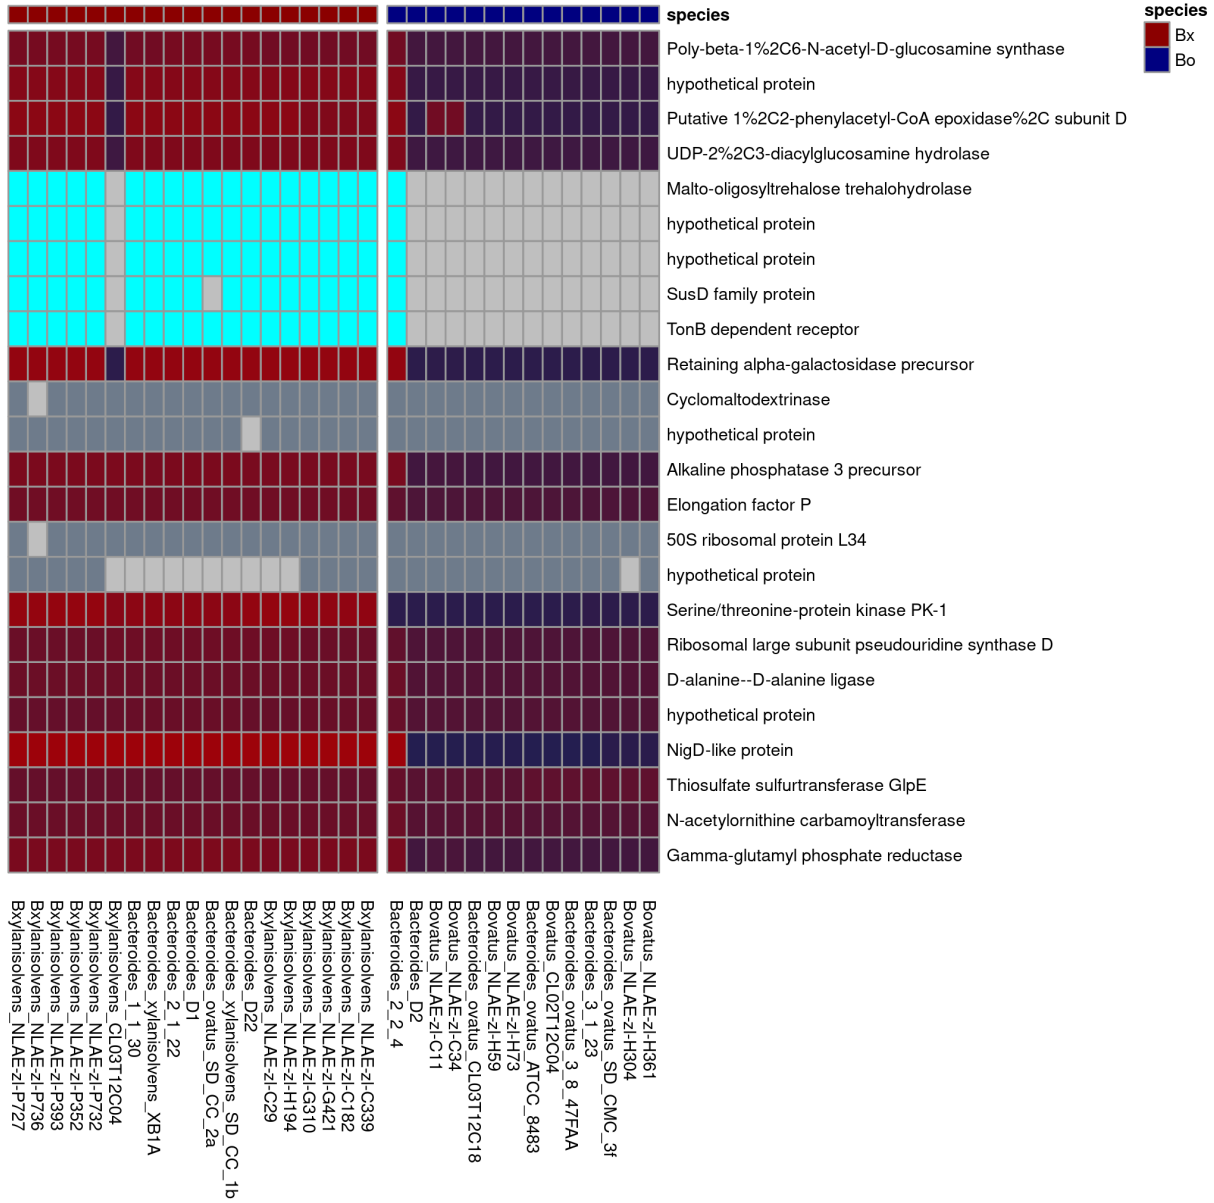 species
species
Bx
Bo
Poly-beta-1%2C6-N-acetyl-D-glucosamine synthase
hypothetical protein
Putative 1%2C2-phenylacetyl-CoA epoxidase%2C subunit D
UDP-2%2C3-diacylglucosamine hydrolase
Malto-oligosyltrehalose trehalohydrolase
hypothetical protein
hypothetical protein
SusD family protein
TonB dependent receptor
Retaining alpha-galactosidase precursor
Cyclomaltodextrinase
hypothetical protein
Alkaline phosphatase 3 precursor
Elongation factor P
50S ribosomal protein L34
hypothetical protein
Serine/threonine-protein kinase PK-1
Ribosomal large subunit pseudouridine synthase D
D-alanine--D-alanine ligase
hypothetical protein
NigD-like protein
Thiosulfate sulfurtransferase GlpE
N-acetylornithine carbamoyltransferase
Gamma-glutamyl phosphate reductase
Bxylanisolvens_NLAE-zl-P727
Bxylanisolvens_NLAE-zl-P736
Bxylanisolvens_NLAE-zl-P393
Bxylanisolvens_NLAE-zl-P352
Bxylanisolvens_NLAE-zl-P732
Bxylanisolvens_CL03T12C04
Bacteroides_1_1_30
Bacteroides_xylanisolvens_XB1A
Bacteroides_2_1_22
Bacteroides_D1
Bacteroides_ovatus_SD_CC_2a
Bacteroides_xylanisolvens_SD_CC_1b
Bacteroides_D22
Bxylanisolvens_NLAE-zl-C29
Bxylanisolvens_NLAE-zl-H194
Bxylanisolvens_NLAE-zl-G310
Bxylanisolvens_NLAE-zl-G421
Bxylanisolvens_NLAE-zl-C182
Bxylanisolvens_NLAE-zl-C339
Bacteroides_2_2_4
Bacteroides_D2
Bovatus_NLAE-zl-C11
Bovatus_NLAE-zl-C34
Bacteroides_ovatus_CL03T12C18
Bovatus_NLAE-zl-H59
Bovatus_NLAE-zl-H73
Bacteroides_ovatus_ATCC_8483
Bovatus_CL02T12C04
Bacteroides_ovatus_3_8_47FAA
Bacteroides_3_1_23
Bacteroides_ovatus_SD_CMC_3f
Bovatus_NLAE-zl-H304
Bovatus_NLAE-zl-H361